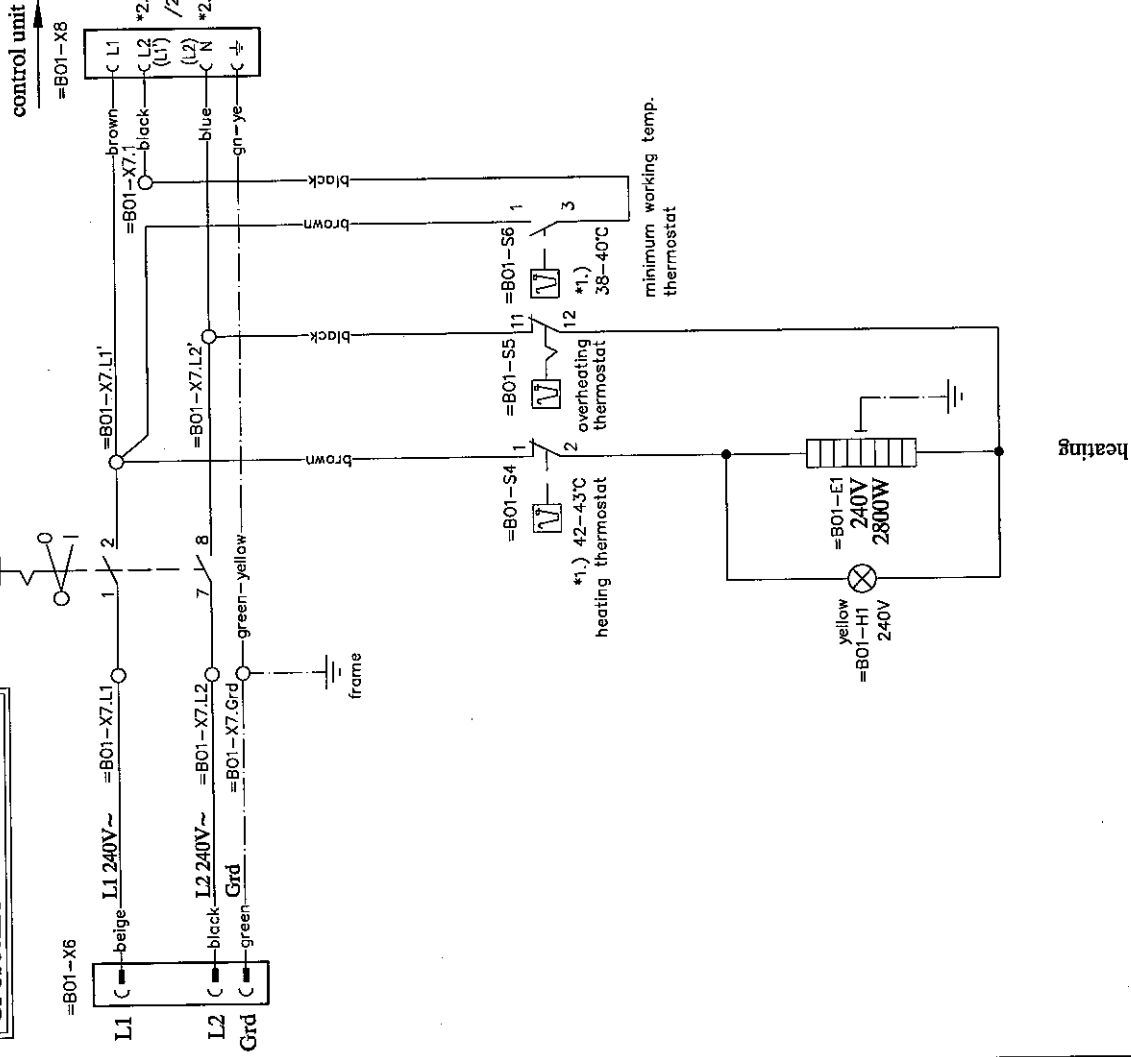 control unit
=B01-X8
L1
L2
(L1')
(L2)
N
*2.
/2
*2.
brown
black
blue
gn-ye
=B01-X7.1
black
brown
1
3
=B01-S6
*1.)
38-40°C
minimum working temp.
thermostat
=B01-X7.L1'
=B01-X7.L2'
black
11
12
=B01-S5
overheating
thermostat
brown
1
2
=B01-S4
*1.) 42-43°C
heating thermostat
0
1
1
2
7
8
green-yellow
frame
=B01-X7.L1
=B01-X7.L2
=B01-X7.Grd
L1 240V~
L2 240V~
Grd
beige
black
green
=B01-X6
L1
L2
Grd
=B01-E1
240V
2800W
yellow
=B01-H1
240V
heating